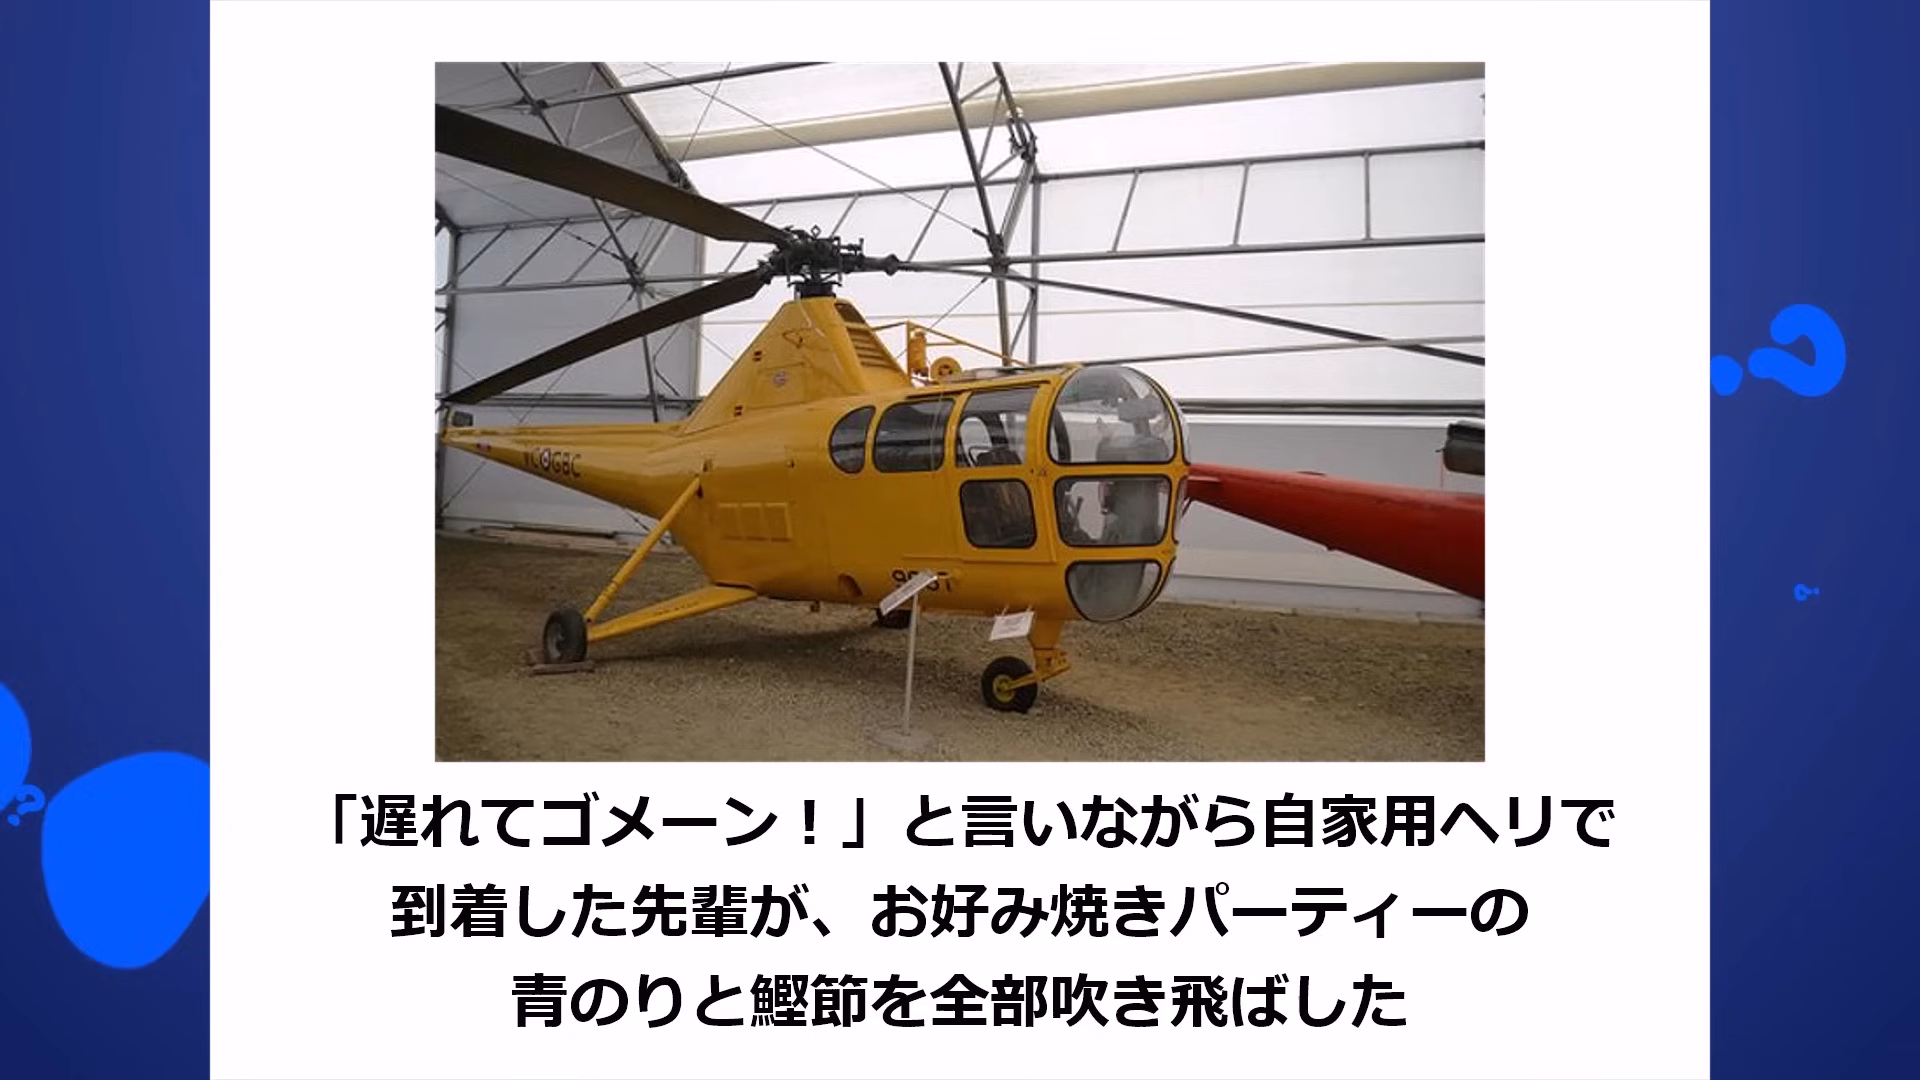 「遅れてゴメーン！」と言いながら自家用ヘリで
到着した先輩が、お好み焼きパーティーの
青のりと鰹節を全部吹き飛ばした